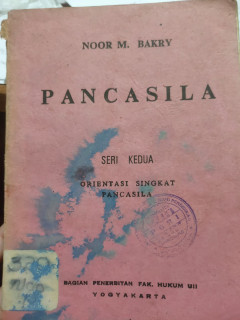 NOOR M. BAKRY
PANCASILA
SERI KEDUA
ORIENTASI SINGKAT
PANCASILA
BAGIAN PENERBITAN FAK. HUKUM UII
YOGYAKARTA